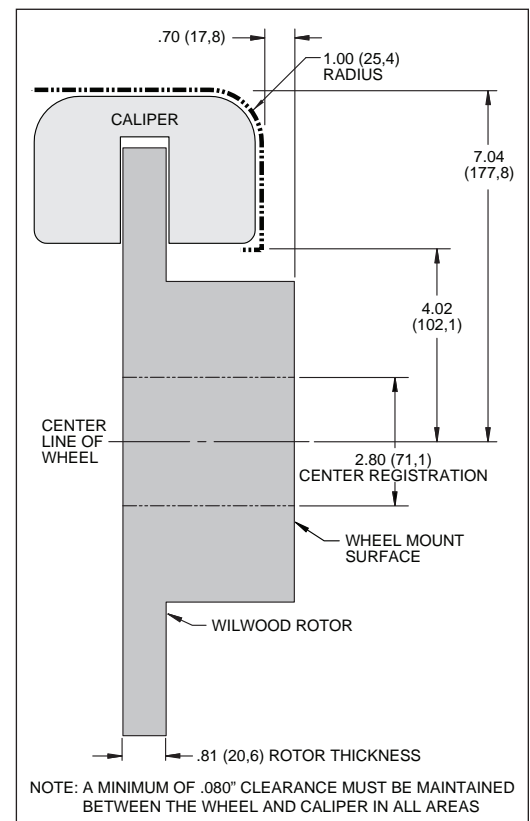 .70 (17,8)
1.00 (25,4)
RADIUS
CALIPER
7.04
(177,8)
4.02
(102,1)
CENTER
LINE OF
WHEEL
2.80 (71,1)
CENTER REGISTRATION
WHEEL MOUNT
SURFACE
WILWOOD ROTOR
.81 (20,6) ROTOR THICKNESS
NOTE: A MINIMUM OF .080" CLEARANCE MUST BE MAINTAINED
BETWEEN THE WHEEL AND CALIPER IN ALL AREAS